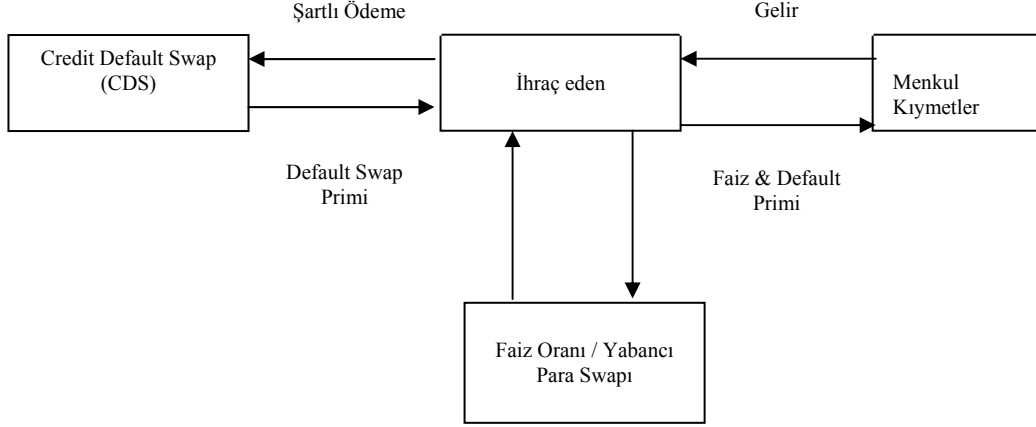 Şartlı Ödeme
Gelir
Credit Default Swap
(CDS)
İhraç eden
Menkul
Kıymetler
Default Swap
Primi
Faiz & Default
Primi
Faiz Oranı / Yabancı
Para Swapı